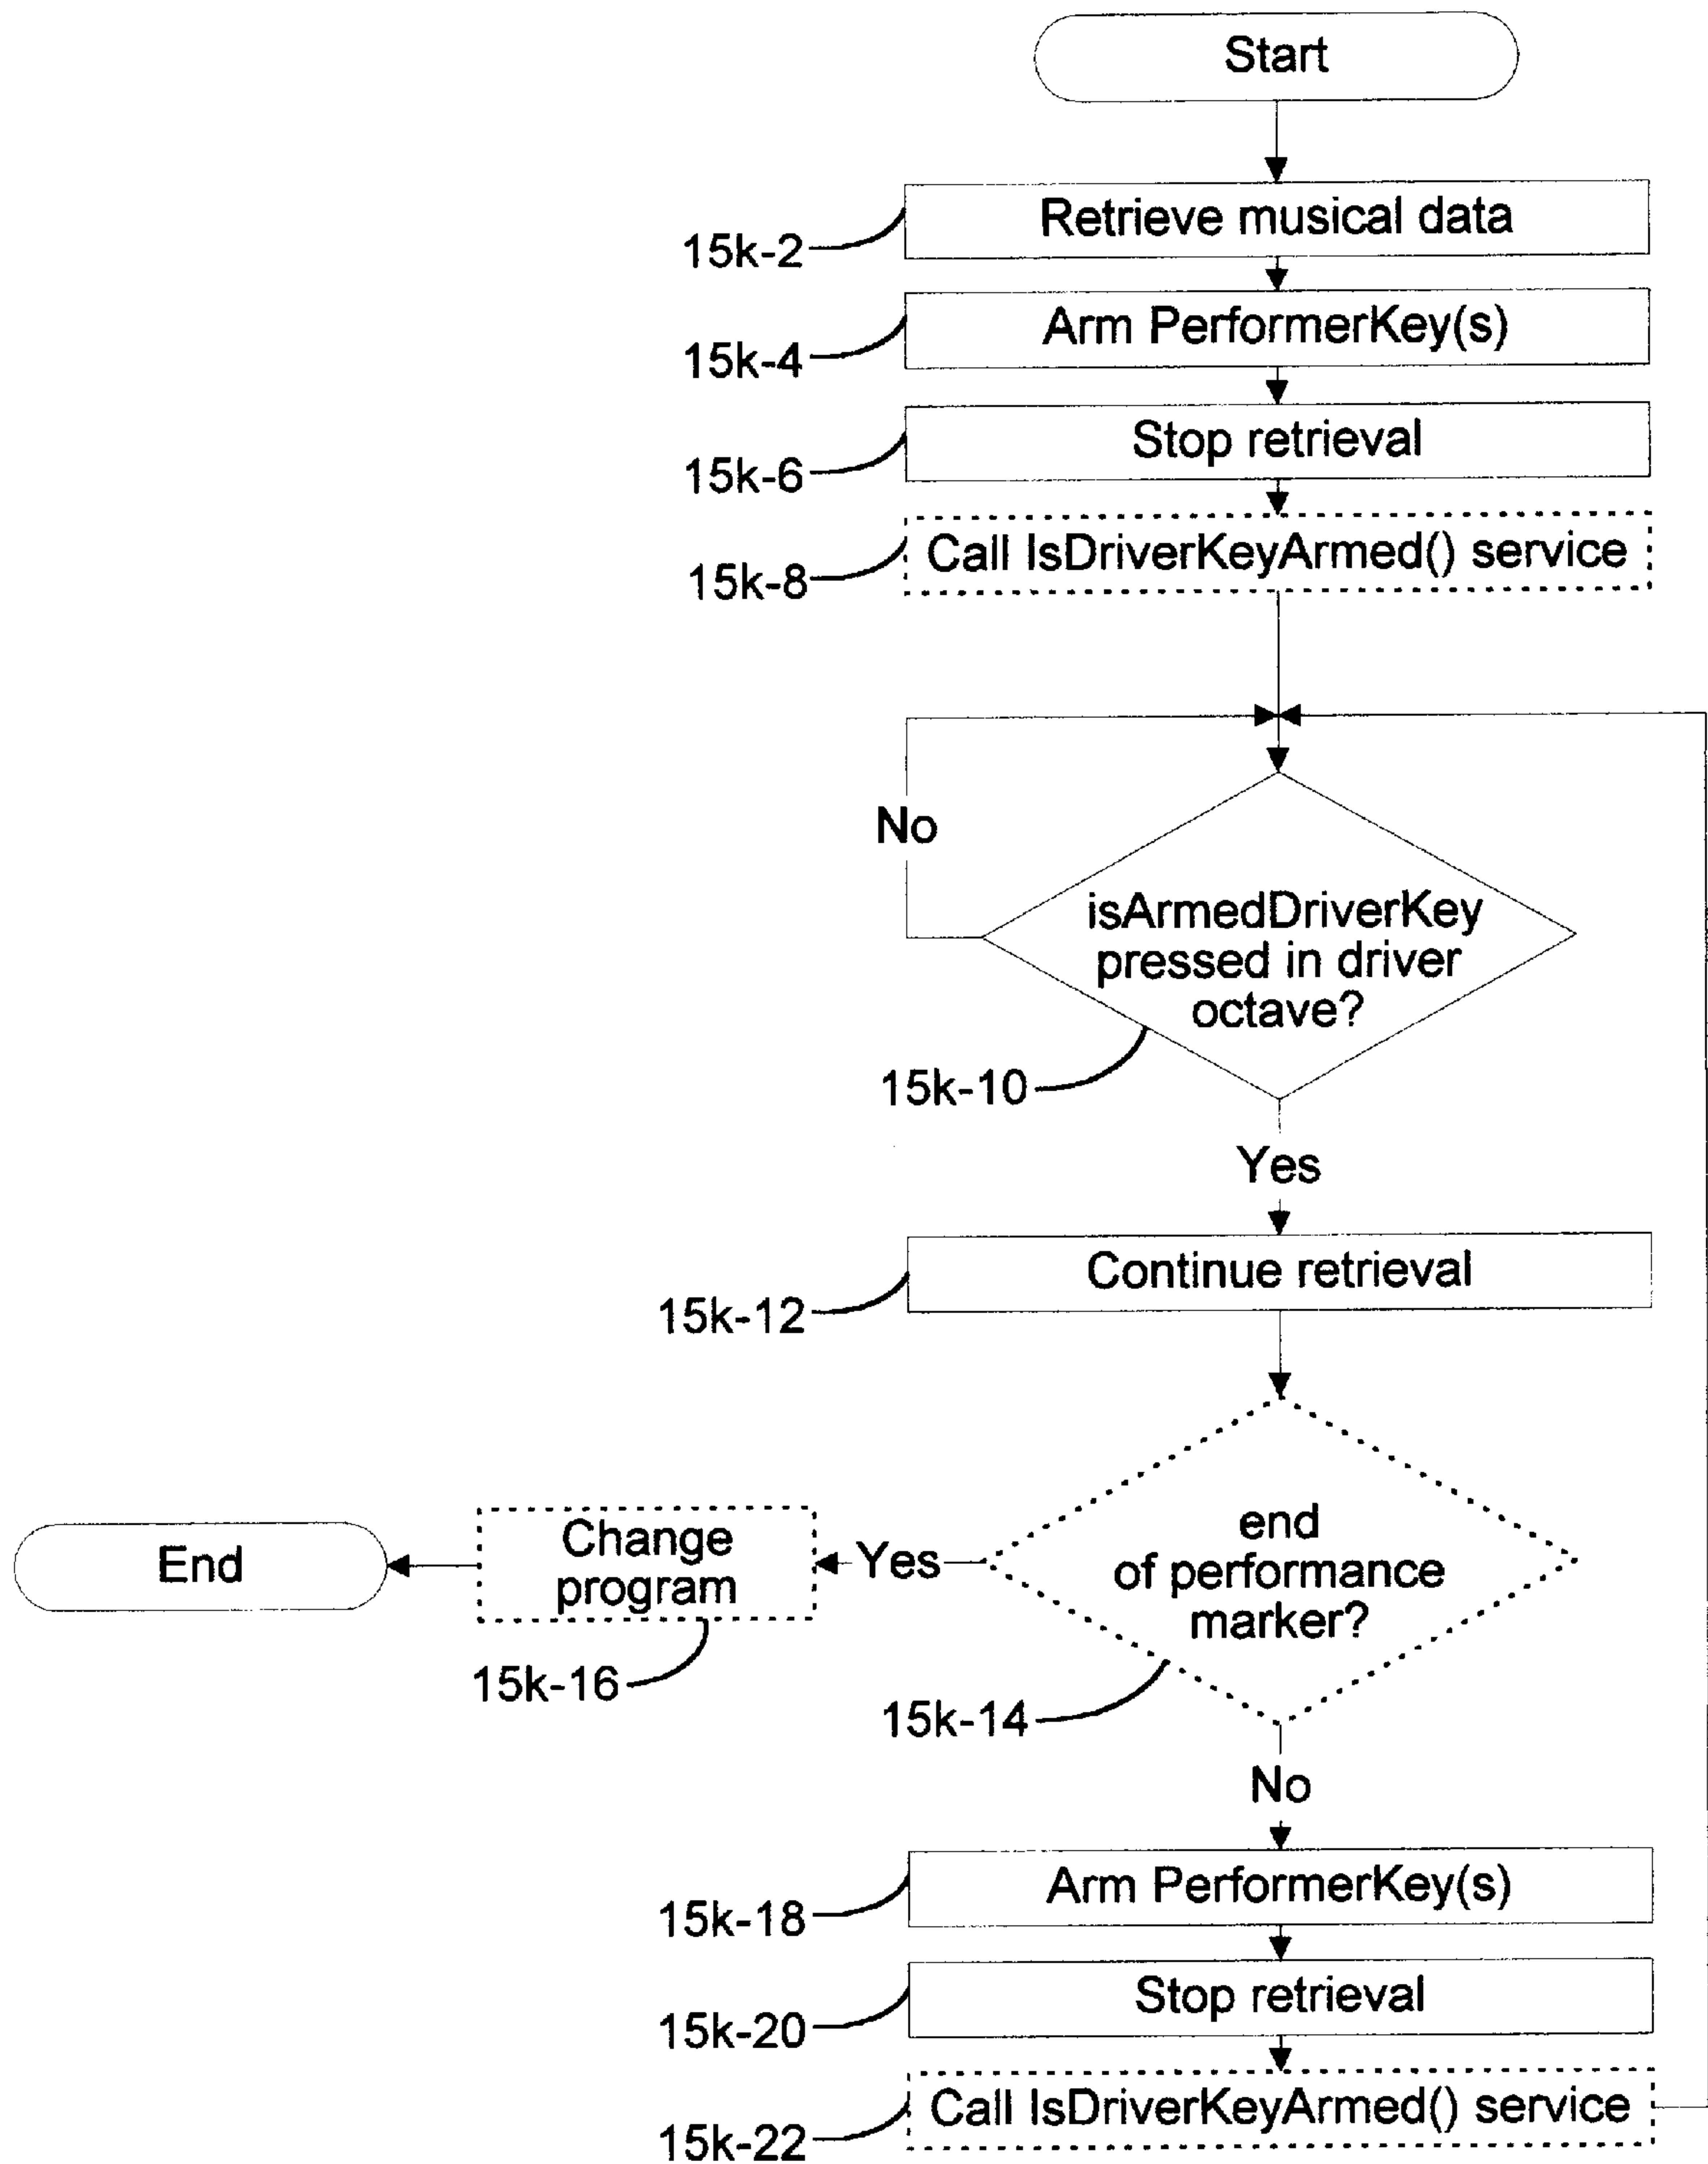 Start
Retrieve musical data
15k-2
Arm PerformerKey(s)
15k-4
Stop retrieval
15k-6
Call IsDriverKeyArmed() service
15k-8
No
isArmedDriverKey
pressed in driver
octave?
15k-10
Yes
Continue retrieval
15k-12
end
of performance
marker?
15k-14
Yes
Change
program
15k-16
End
No
Arm PerformerKey(s)
15k-18
Stop retrieval
15k-20
Call IsDriverKeyArmed() service
15k-22